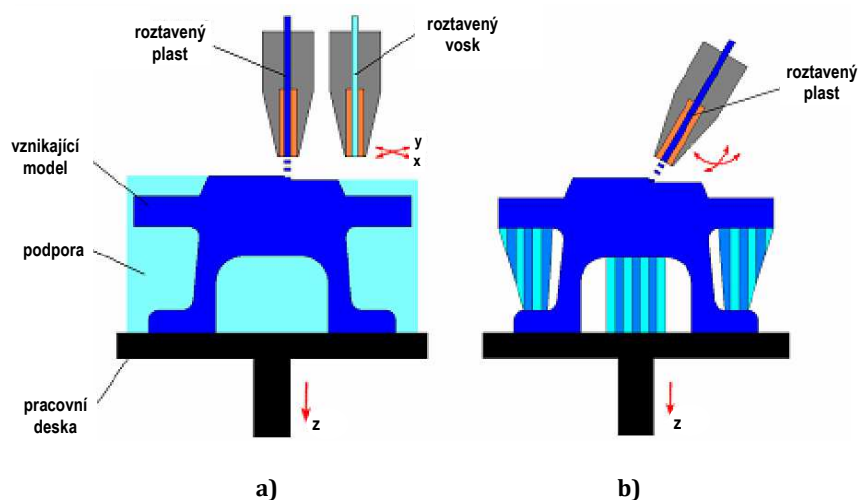 roztavený
plast
roztavený
vosk
y
x
vznikající
model
podpora
pracovní
deska
z
a)
roztavený
plast
z
b)